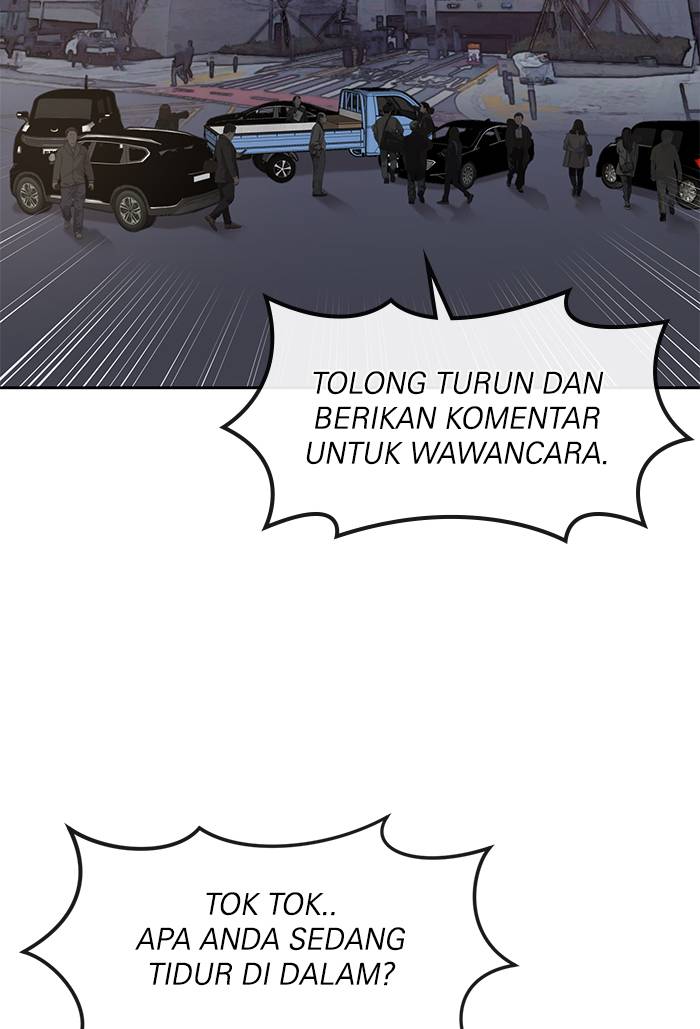 TOLONG TURUN DAN
BERIKAN KOMENTAR
UNTUK WAWANCARA.
TOK TOK..
APA ANDA SEDANG
TIDUR DI DALAM?